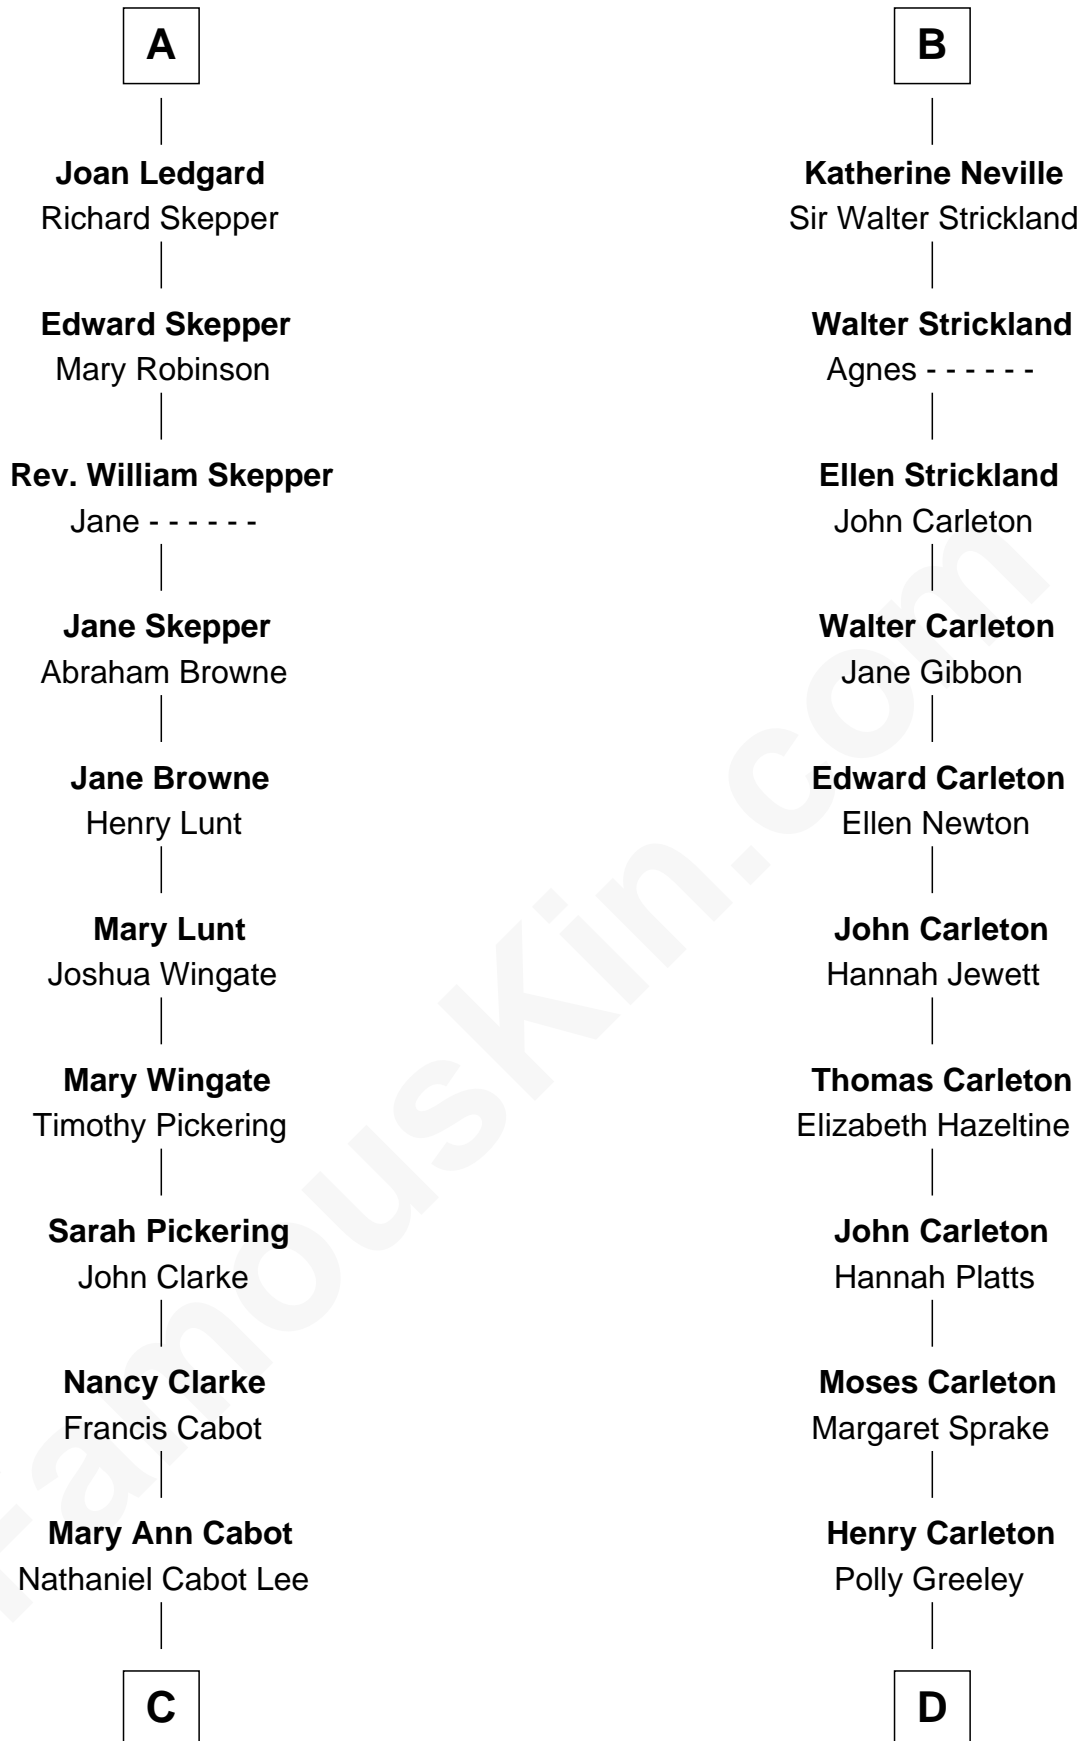 A
Joan Ledgard
Richard Skepper
Edward Skepper
Mary Robinson
Rev. William Skepper
Jane - - - - - -
Jane Skepper
Abraham Browne
Jane Browne
Henry Lunt
Mary Lunt
Joshua Wingate
Mary Wingate
Timothy Pickering
Sarah Pickering
John Clarke
Nancy Clarke
Francis Cabot
Mary Ann Cabot
Nathaniel Cabot Lee
C
B
Katherine Neville
Sir Walter Strickland
Walter Strickland
Agnes - - - - - -
Ellen Strickland
John Carleton
Walter Carleton
Jane Gibbon
Edward Carleton
Ellen Newton
John Carleton
Hannah Jewett
Thomas Carleton
Elizabeth Hazeltine
John Carleton
Hannah Platts
Moses Carleton
Margaret Sprake
Henry Carleton
Polly Greeley
D
FamousKin.com